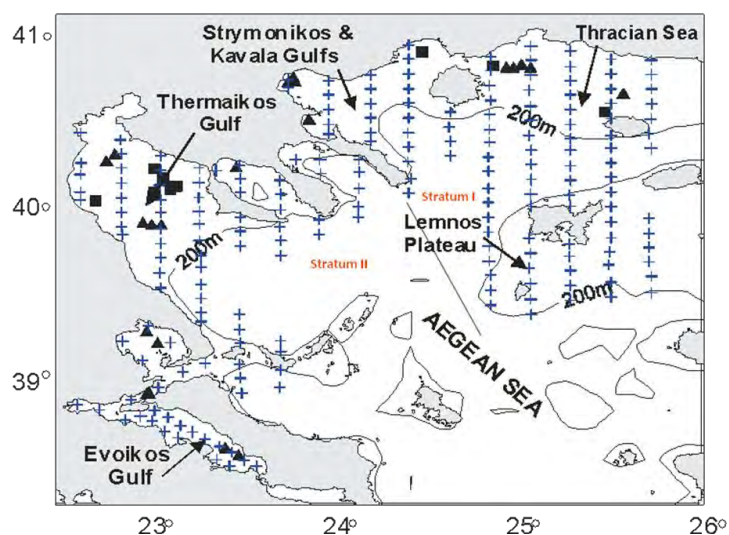 41°
Strymonikos &
Kavala Gulfs
Thracian Sea
Thermaikos
Gulf
200m
40°
Stratum I
Lemnos
Plateau
200m
Stratum II
200m
AEGEAN SEA
39°
Evoikos
Gulf
23°
24°
25°
26°